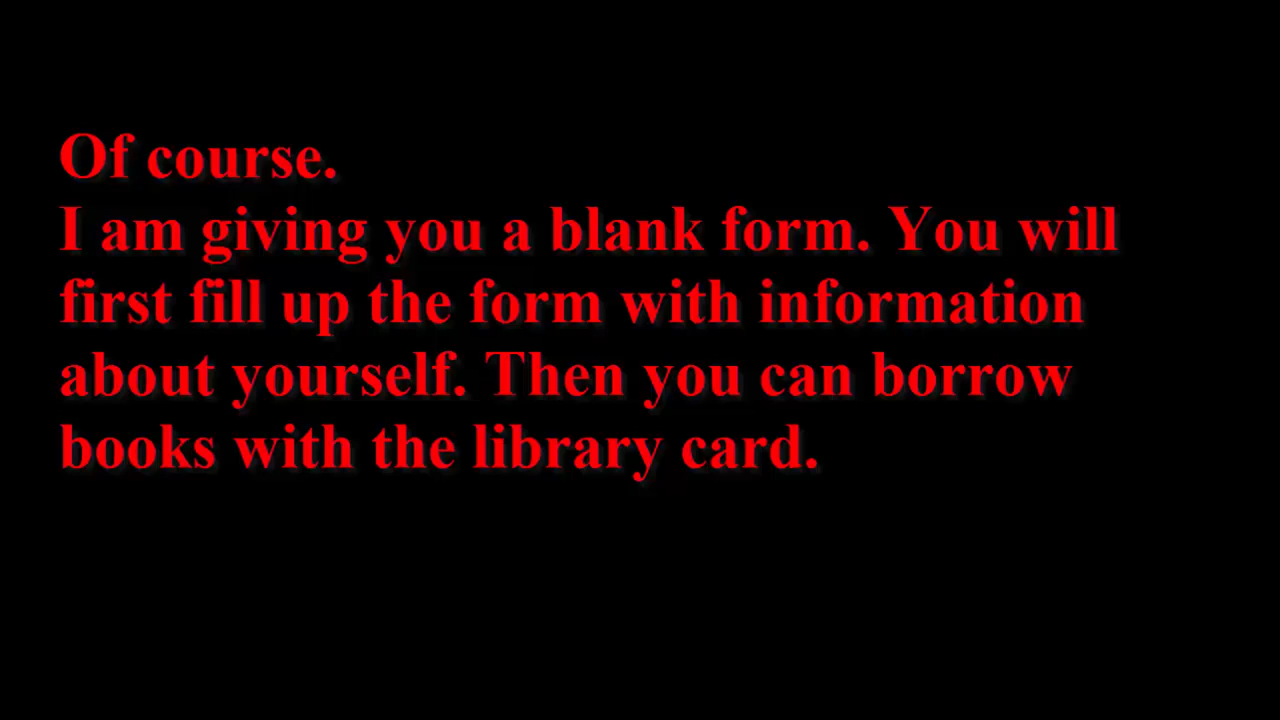 Of course.
I am giving you a blank form. You will
first fill up the form with information
about yourself. Then you can borrow
books with the library card.